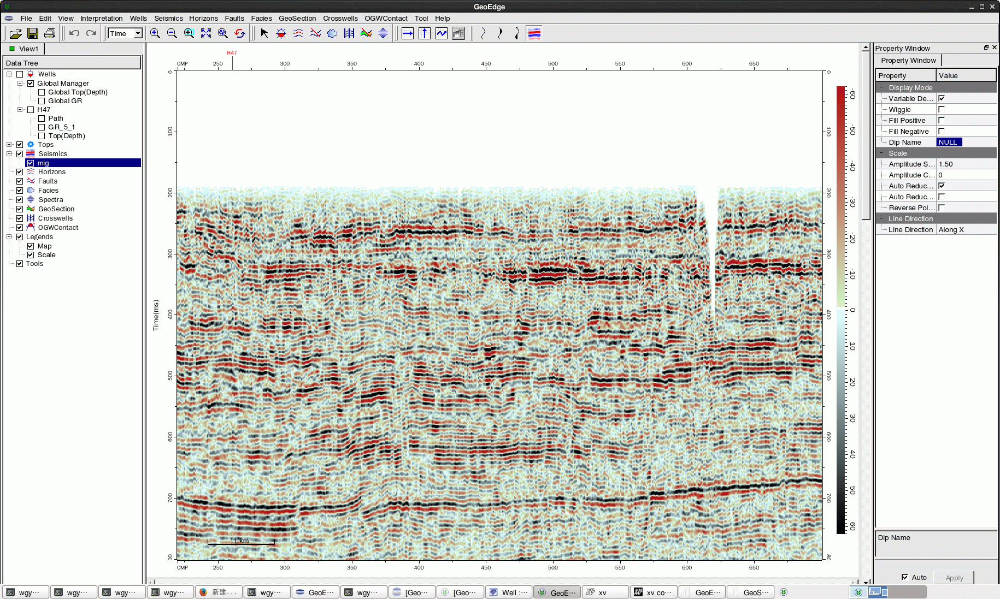 GeoEdge
File Edit View Interpretation Wells Seismics Horizons Faults Facies GeoSection Crosswells OGWContact Tool Help
Time
View1
Data Tree
Wells
Global Manager
Global Top(Depth)
Global GR
H47
Path
GR_5_1
Top(Depth)
Tops
Seismics
mig
Horizons
Faults
Facies
Spectra
GeoSection
Crosswells
OGWContact
Legends
Map
Scale
Tools
H47
CMP 250 300 350 400 450 500 550 600 650
0 100 200 300 400 500 600 700
Time(ms)
1 km
0 100 200 300 400 500 600 700 80
CMP 250 300 350 400 450 500 550 600 650
-60 -50 -40 -30 -20 -10 0 10 20 30 40 50 60
Property Window
Property Window
Property Value
Display Mode
Variable De...
Wiggle
Fill Positive
Fill Negative
Dip Name NULL
Scale
Amplitude S... 1.50
Amplitude C... 0
Auto Reduc...
Auto Reduc...
Reverse Pol...
Line Direction
Line Direction Along X
Dip Name
Auto Apply
wgy··· wgy··· wgy··· wgy··· 新建... wgy··· GeoE··· wgy··· [Geo··· [Geo··· Well :··· GeoE··· xv xv co··· GeoE··· GeoS···